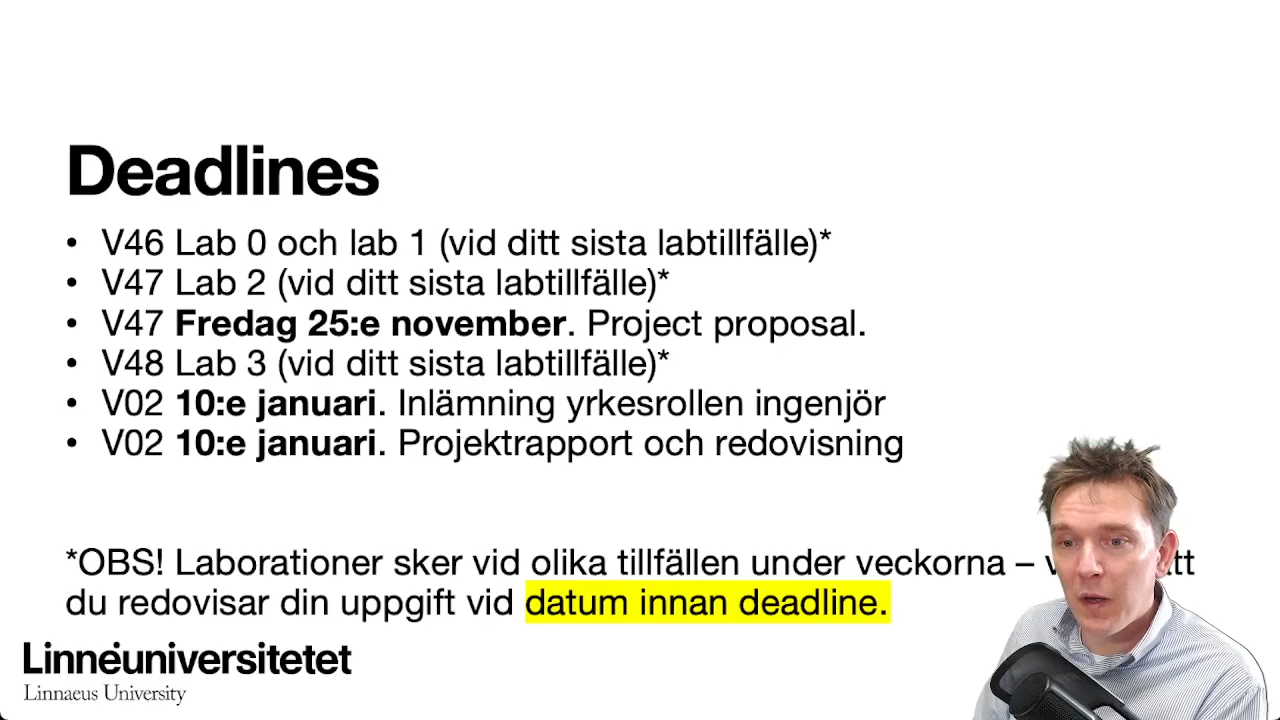 Deadlines
• V46 Lab 0 och lab 1 (vid ditt sista labtillfälle)*
• V47 Lab 2 (vid ditt sista labtillfälle)*
• V47 Fredag 25:e november. Project proposal.
• V48 Lab 3 (vid ditt sista labtillfälle)*
• V02 10:e januari. Inlämning yrkesrollen ingenjör
• V02 10:e januari. Projektrapport och redovisning
*OBS! Laborationer sker vid olika tillfällen under veckorna –
du redovisar din uppgift vid datum innan deadline.
Linnéuniversitetet
Linnaeus University